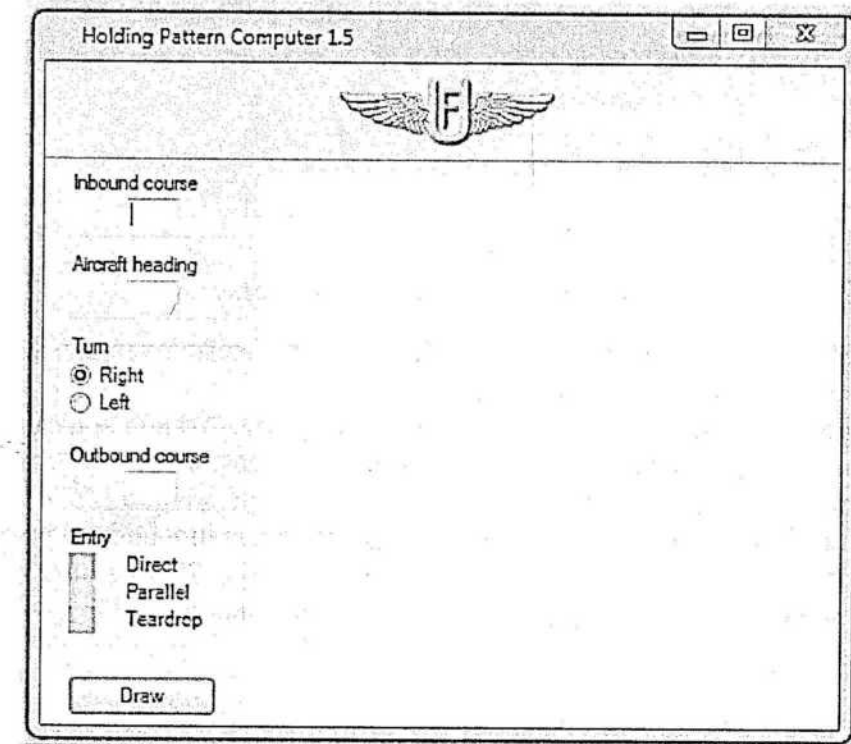 Holding Pattern Computer 1.5
UF
Inbound course
Aircraft heading
Turn
Right
Left
Outbound course
Entry
Direct
Parallel
Teardrop
Draw